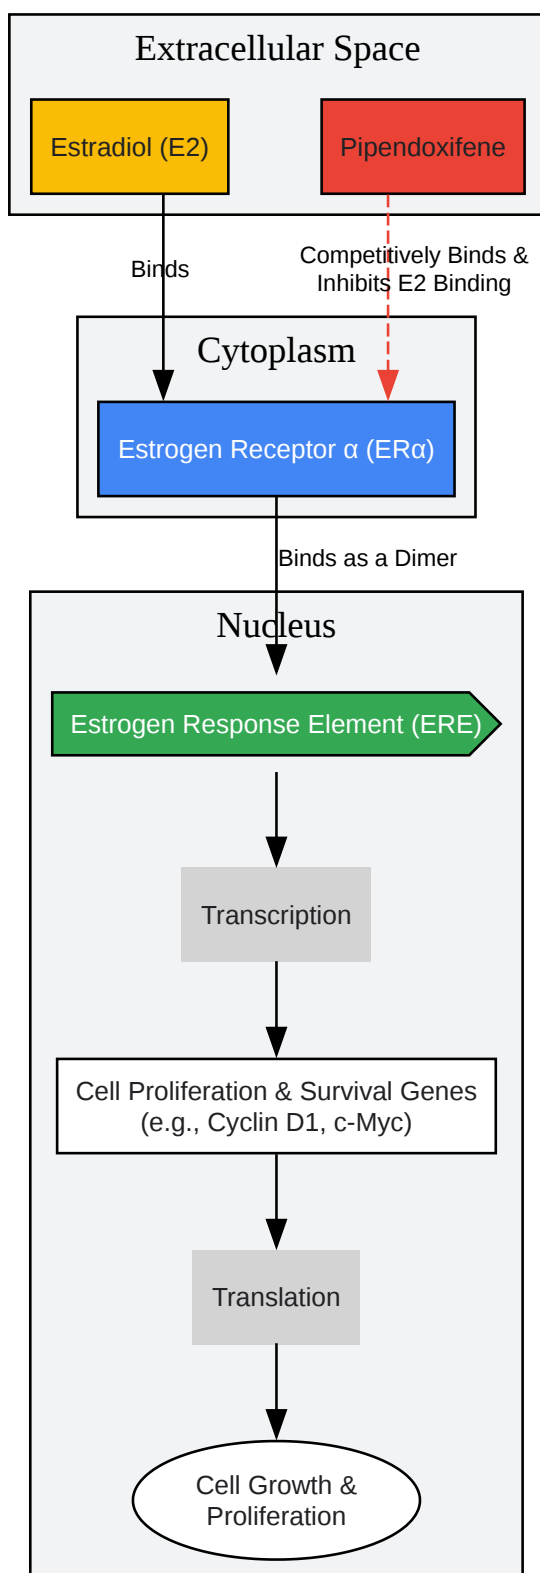 Extracellular Space
Estradiol (E2)
Pipendoxifene
Binds
Competitively Binds &
Inhibits E2 Binding
Cytoplasm
Estrogen Receptor α (ERα)
Binds as a Dimer
Nucleus
Estrogen Response Element (ERE)
Transcription
Cell Proliferation & Survival Genes
(e.g., Cyclin D1, c-Myc)
Translation
Cell Growth &
Proliferation